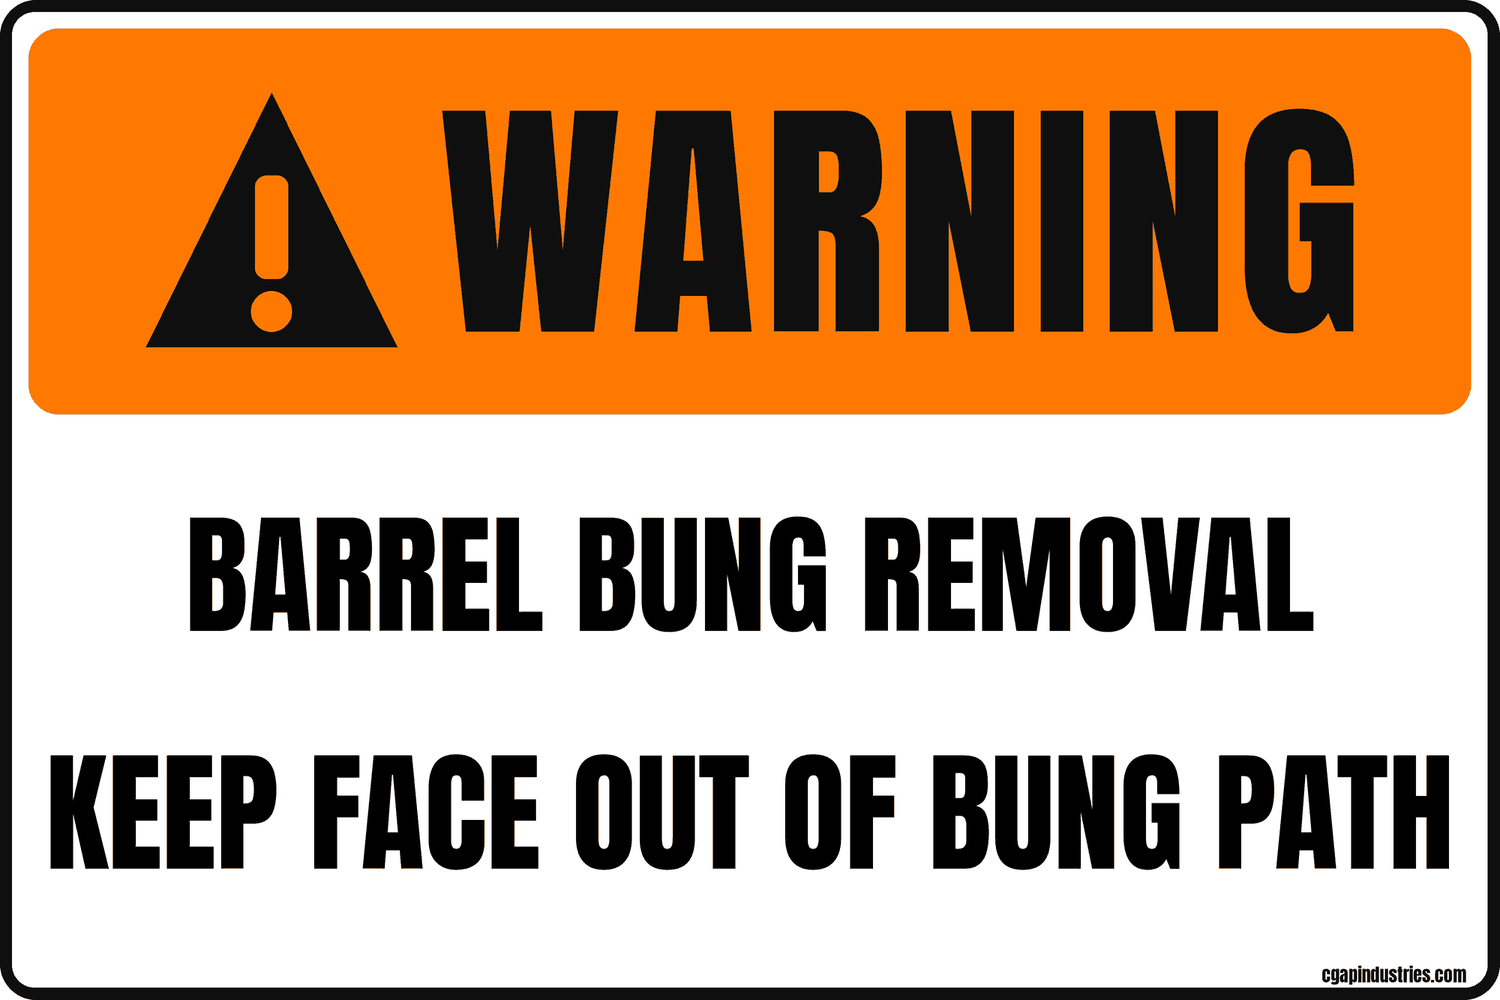 WARNING
BARREL BUNG REMOVAL
KEEP FACE OUT OF BUNG PATH
cgapindustries.com